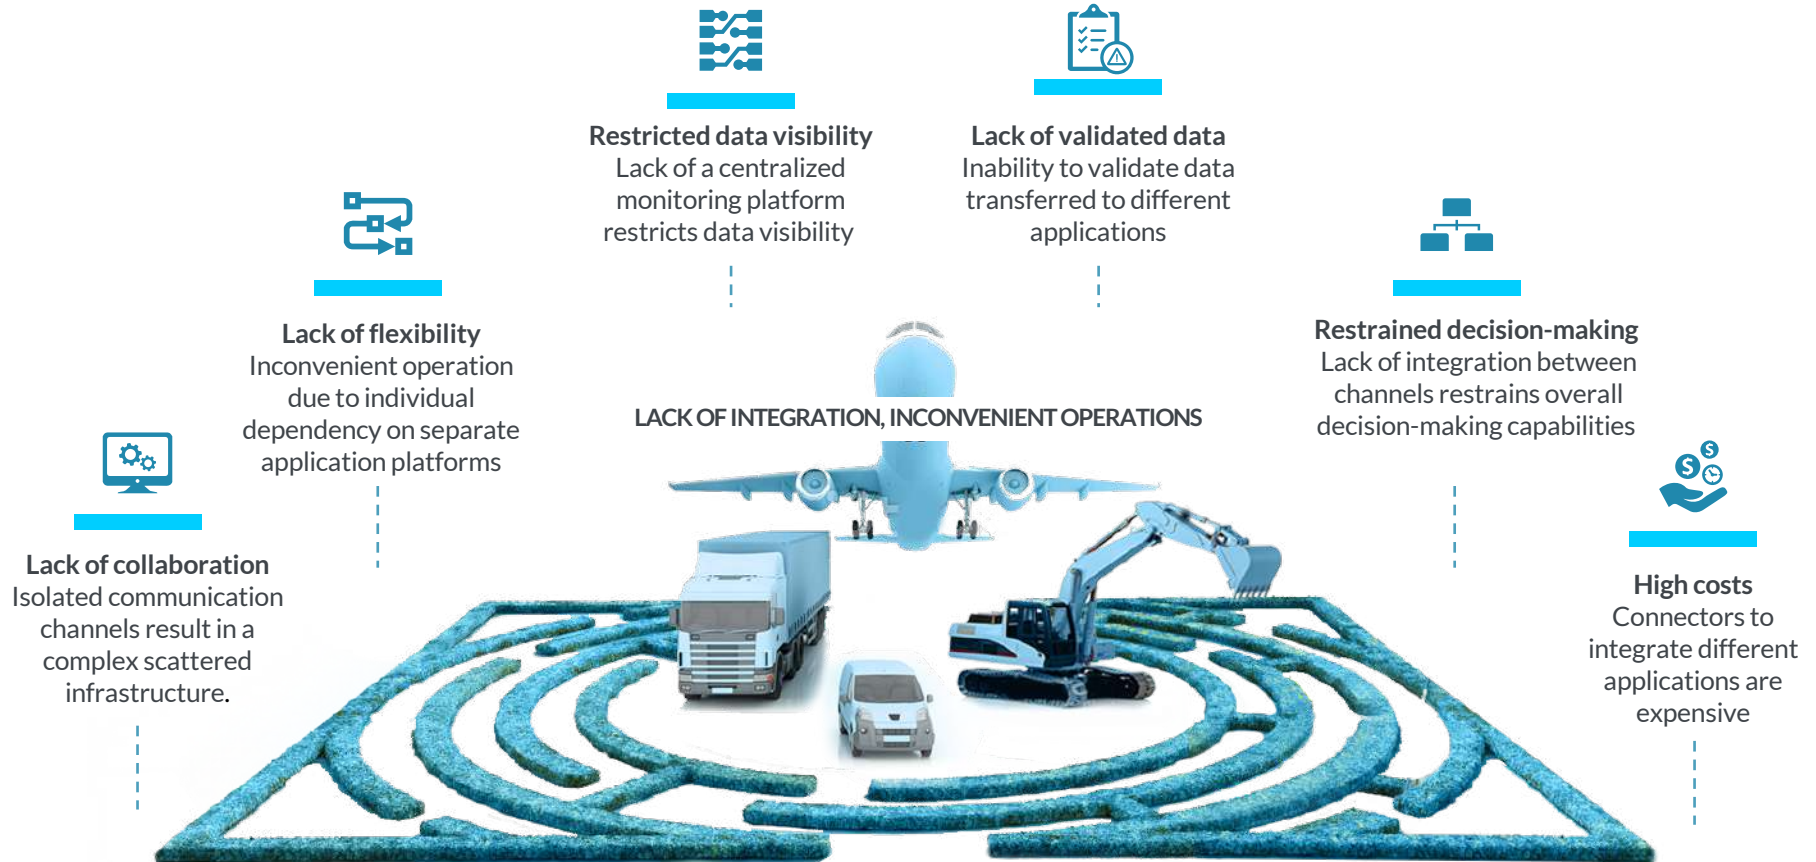 Restricted data visibility
Lack of a centralized
monitoring platform
restricts data visibility
Lack of validated data
Inability to validate data
transferred to different
applications
Lack of flexibility
Inconvenient operation
due to individual
dependency on separate
application platforms
Restrained decision-making
Lack of integration between
channels restrains overall
decision-making capabilities
LACK OF INTEGRATION, INCONVENIENT OPERATIONS
Lack of collaboration
Isolated communication
channels result in a
complex scattered
infrastructure.
High costs
Connectors to
integrate different
applications are
expensive